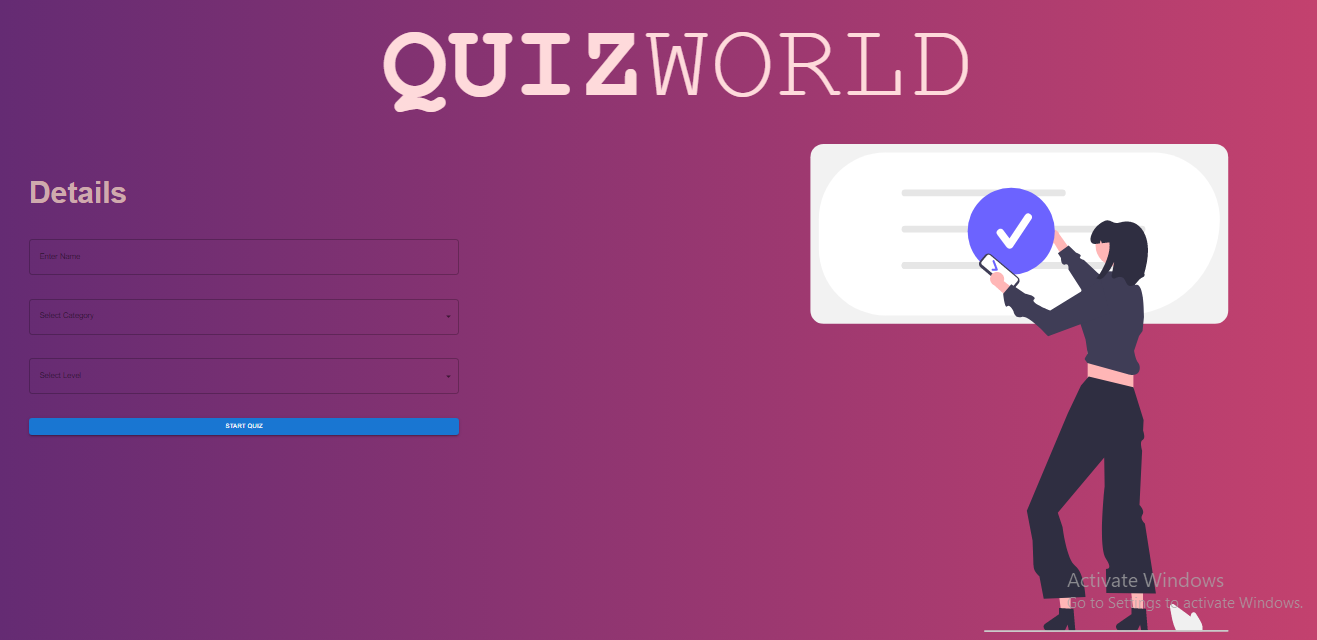 QUIZWORLD
Details
Enter Name
Select Category
Select Level
START QUIZ
Activate Windows
Go to Settings to activate Windows.